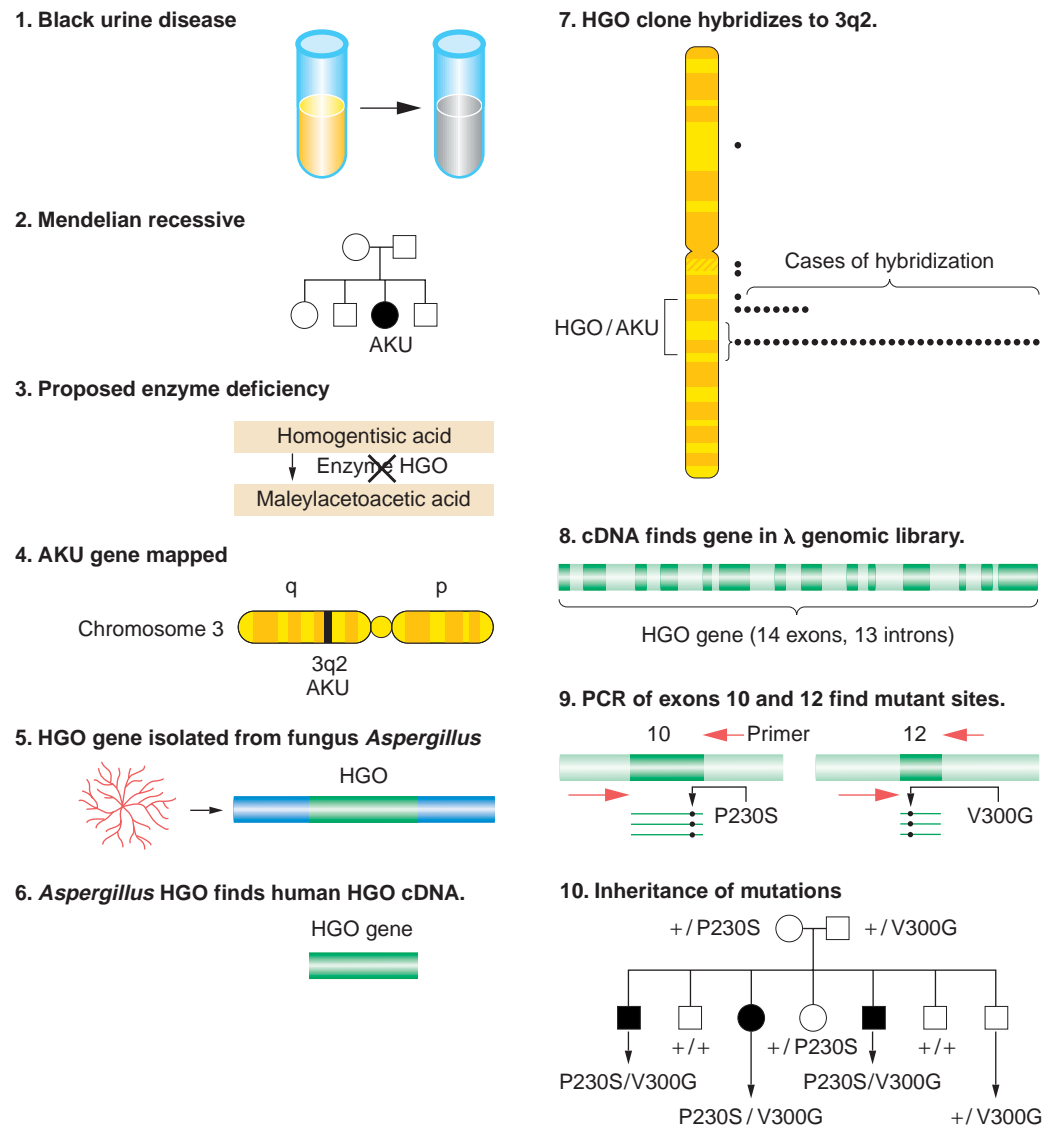 1. Black urine disease
2. Mendelian recessive
AKU
3. Proposed enzyme deficiency
Homogentisic acid
Enzyme HGO
Maleylacetoacetic acid
4. AKU gene mapped
q p
Chromosome 3
3q2
AKU
5. HGO gene isolated from fungus Aspergillus
HGO
6. Aspergillus HGO finds human HGO cDNA.
HGO gene
7. HGO clone hybridizes to 3q2.
Cases of hybridization
HGO/AKU
8. cDNA finds gene in λ genomic library.
HGO gene (14 exons, 13 introns)
9. PCR of exons 10 and 12 find mutant sites.
10 Primer 12
P230S V300G
10. Inheritance of mutations
+/P230S +/V300G
+/+ +/P230S +/+
P230S/V300G P230S/V300G
P230S/V300G +/V300G